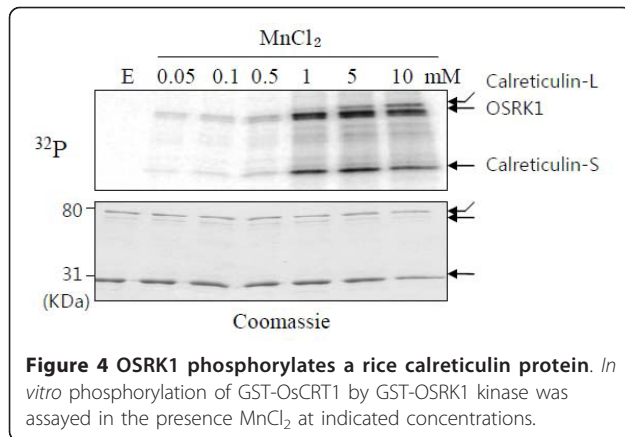 MnCl₂
E 0.05 0.1 0.5 1 5 10 mM
Calreticulin-L
OSRK1
³²P
Calreticulin-S
80
31
(KDa)
Coomassie
Figure 4 OSRK1 phosphorylates a rice calreticulin protein. In
vitro phosphorylation of GST-OsCRT1 by GST-OSRK1 kinase was
assayed in the presence MnCl₂ at indicated concentrations.